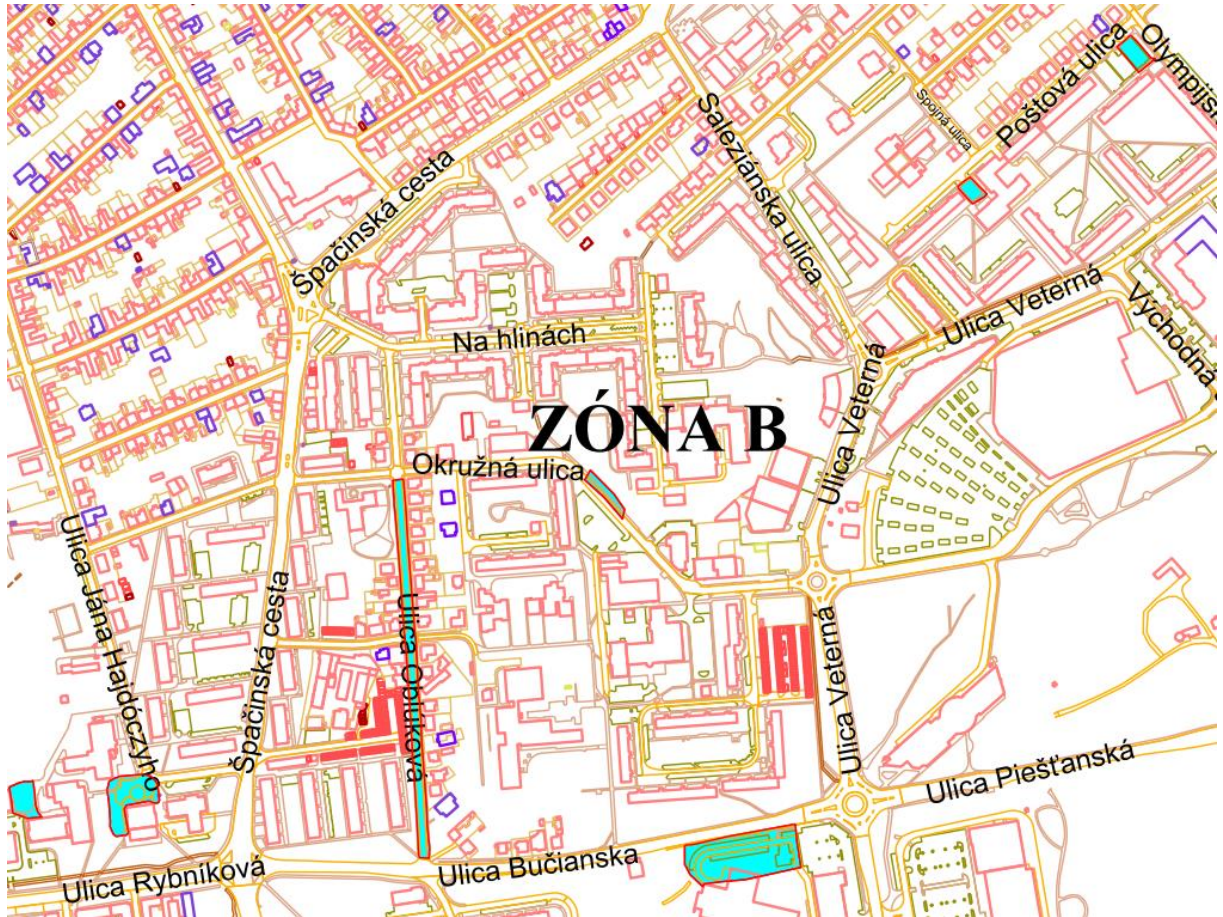 Olympijsk
Poštová ulica
Spojná ulica
Saleziánska ulica
Špačinská cesta
Ulica Veterná
Východná
Na hlinách
Ulica Veterná
ZÓNA B
Okružná ulica
Ulica Jána Hajdóczyho
Špačinská cesta
Ulica Oblúková
Ulica Veterná
Ulica Piešťanská
Ulica Bučianska
Ulica Rybníková